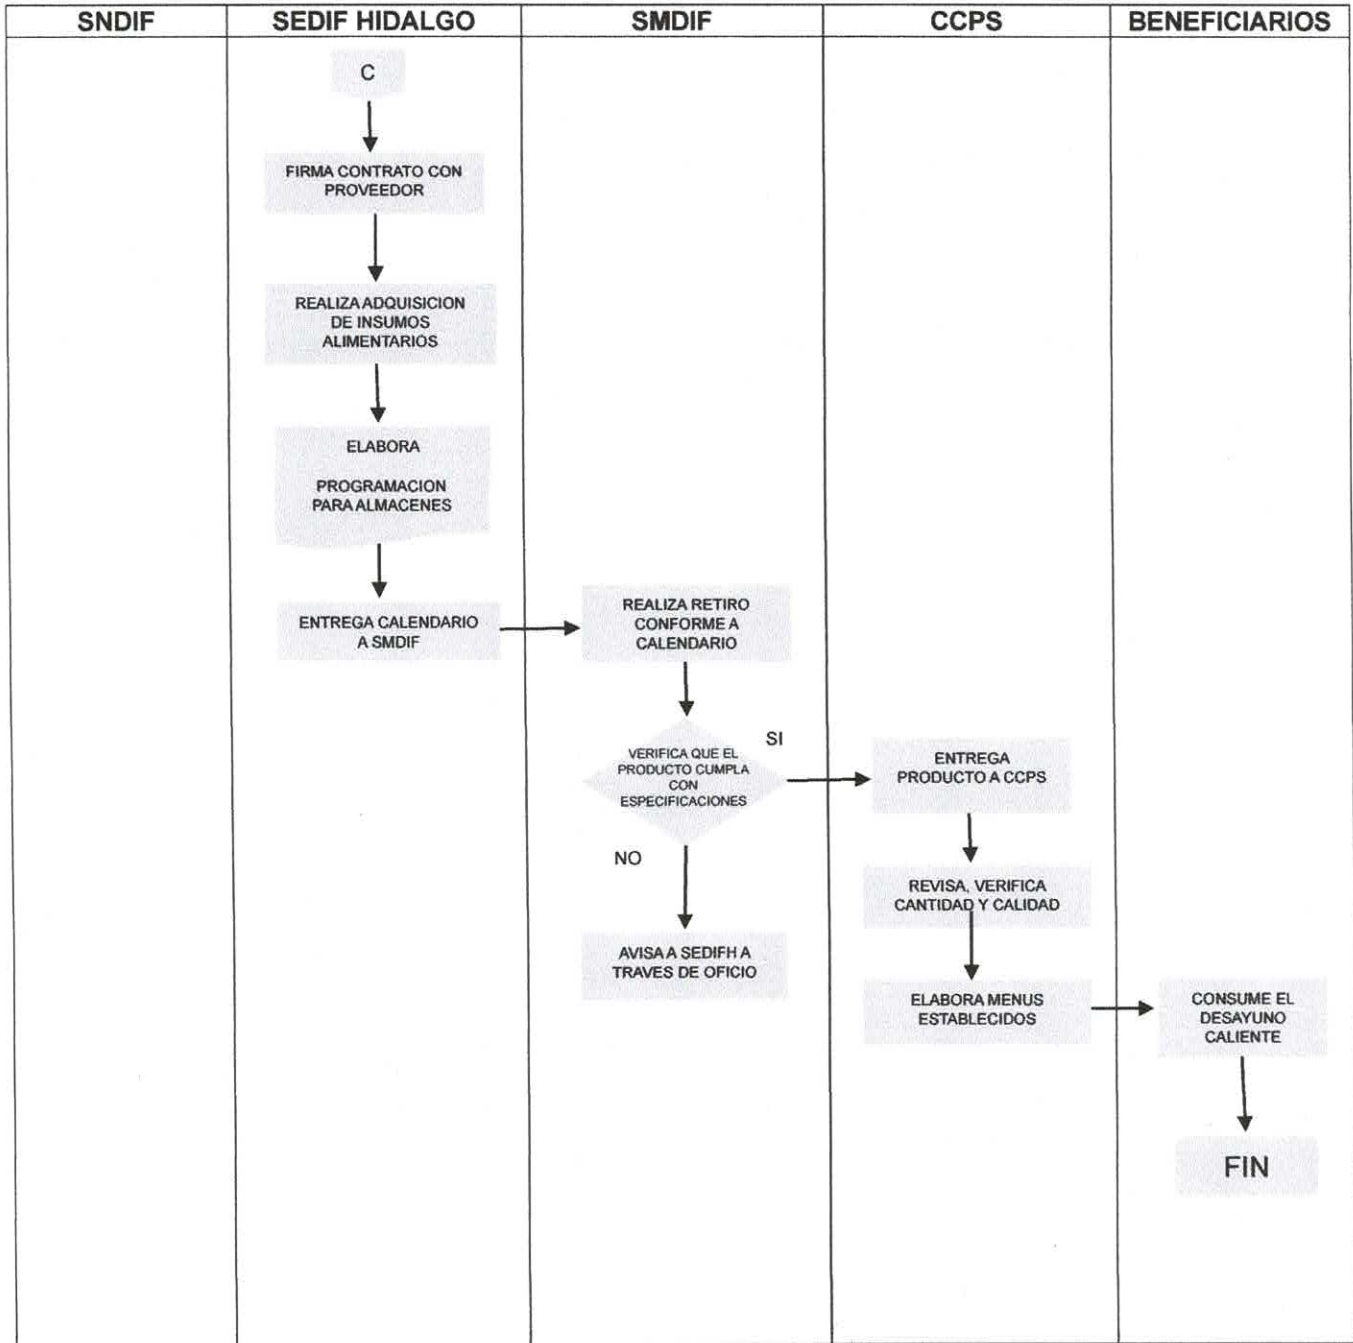 SNDIF
SEDIF HIDALGO
SMDIF
CCPS
BENEFICIARIOS
C
FIRMA CONTRATO CON
PROVEEDOR
REALIZA ADQUISICION
DE INSUMOS
ALIMENTARIOS
ELABORA
PROGRAMACION
PARA ALMACENES
ENTREGA CALENDARIO
A SMDIF
REALIZA RETIRO
CONFORME A
CALENDARIO
VERIFICA QUE EL
PRODUCTO CUMPLA
CON
ESPECIFICACIONES
SI
NO
AVISA A SEDIFH A
TRAVES DE OFICIO
ENTREGA
PRODUCTO A CCPS
REVISA, VERIFICA
CANTIDAD Y CALIDAD
ELABORA MENUS
ESTABLECIDOS
CONSUME EL
DESAYUNO
CALIENTE
FIN